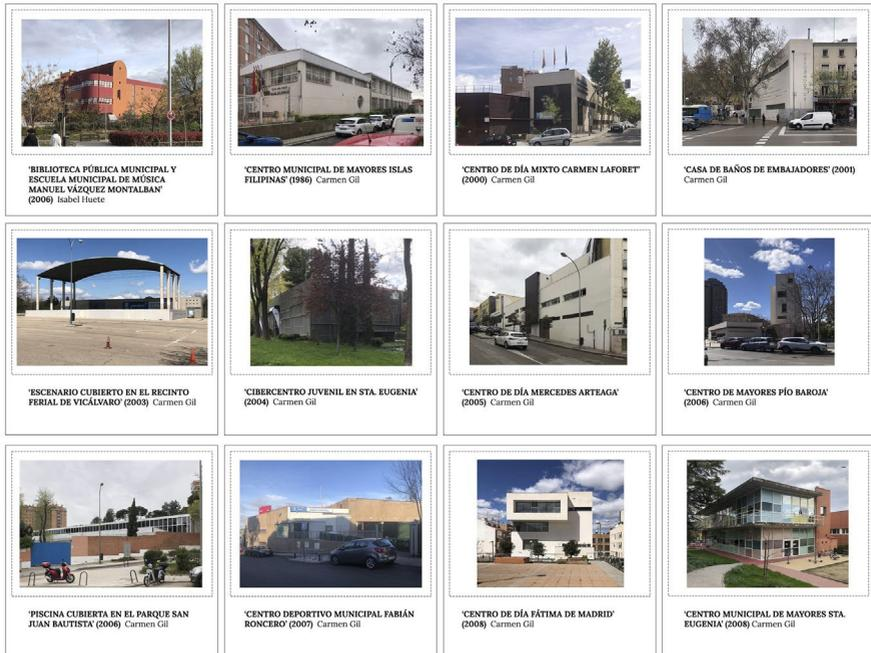 'BIBLIOTECA PÚBLICA MUNICIPAL Y
ESCUELA MUNICIPAL DE MÚSICA
MANUEL VÁZQUEZ MONTALBAN'
(2006) Isabel Huete
'CENTRO MUNICIPAL DE MAYORES ISLAS
FILIPINAS' (1986) Carmen Gil
'CENTRO DE DÍA MIXTO CARMEN LAFORET'
(2000) Carmen Gil
'CASA DE BAÑOS DE EMBAJADORES' (2001)
Carmen Gil
'ESCENARIO CUBIERTO EN EL RECINTO
FERIAL DE VICÁLVARO' (2003) Carmen Gil
'CIBERCENTRO JUVENIL EN STA. EUGENIA'
(2004) Carmen Gil
'CENTRO DE DÍA MERCEDES ARTEAGA'
(2005) Carmen Gil
'CENTRO DE MAYORES PÍO BAROJA'
(2006) Carmen Gil
'PISCINA CUBIERTA EN EL PARQUE SAN
JUAN BAUTISTA' (2006) Carmen Gil
'CENTRO DEPORTIVO MUNICIPAL FABIÁN
RONCERO' (2007) Carmen Gil
'CENTRO DE DÍA FÁTIMA DE MADRID'
(2008) Carmen Gil
'CENTRO MUNICIPAL DE MAYORES STA.
EUGENIA' (2008) Carmen Gil